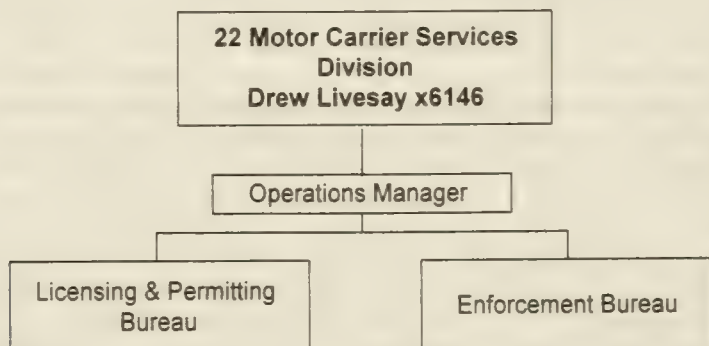 22 Motor Carrier Services
Division
Drew Livesay x6146
Operations Manager
Licensing & Permitting
Bureau
Enforcement Bureau